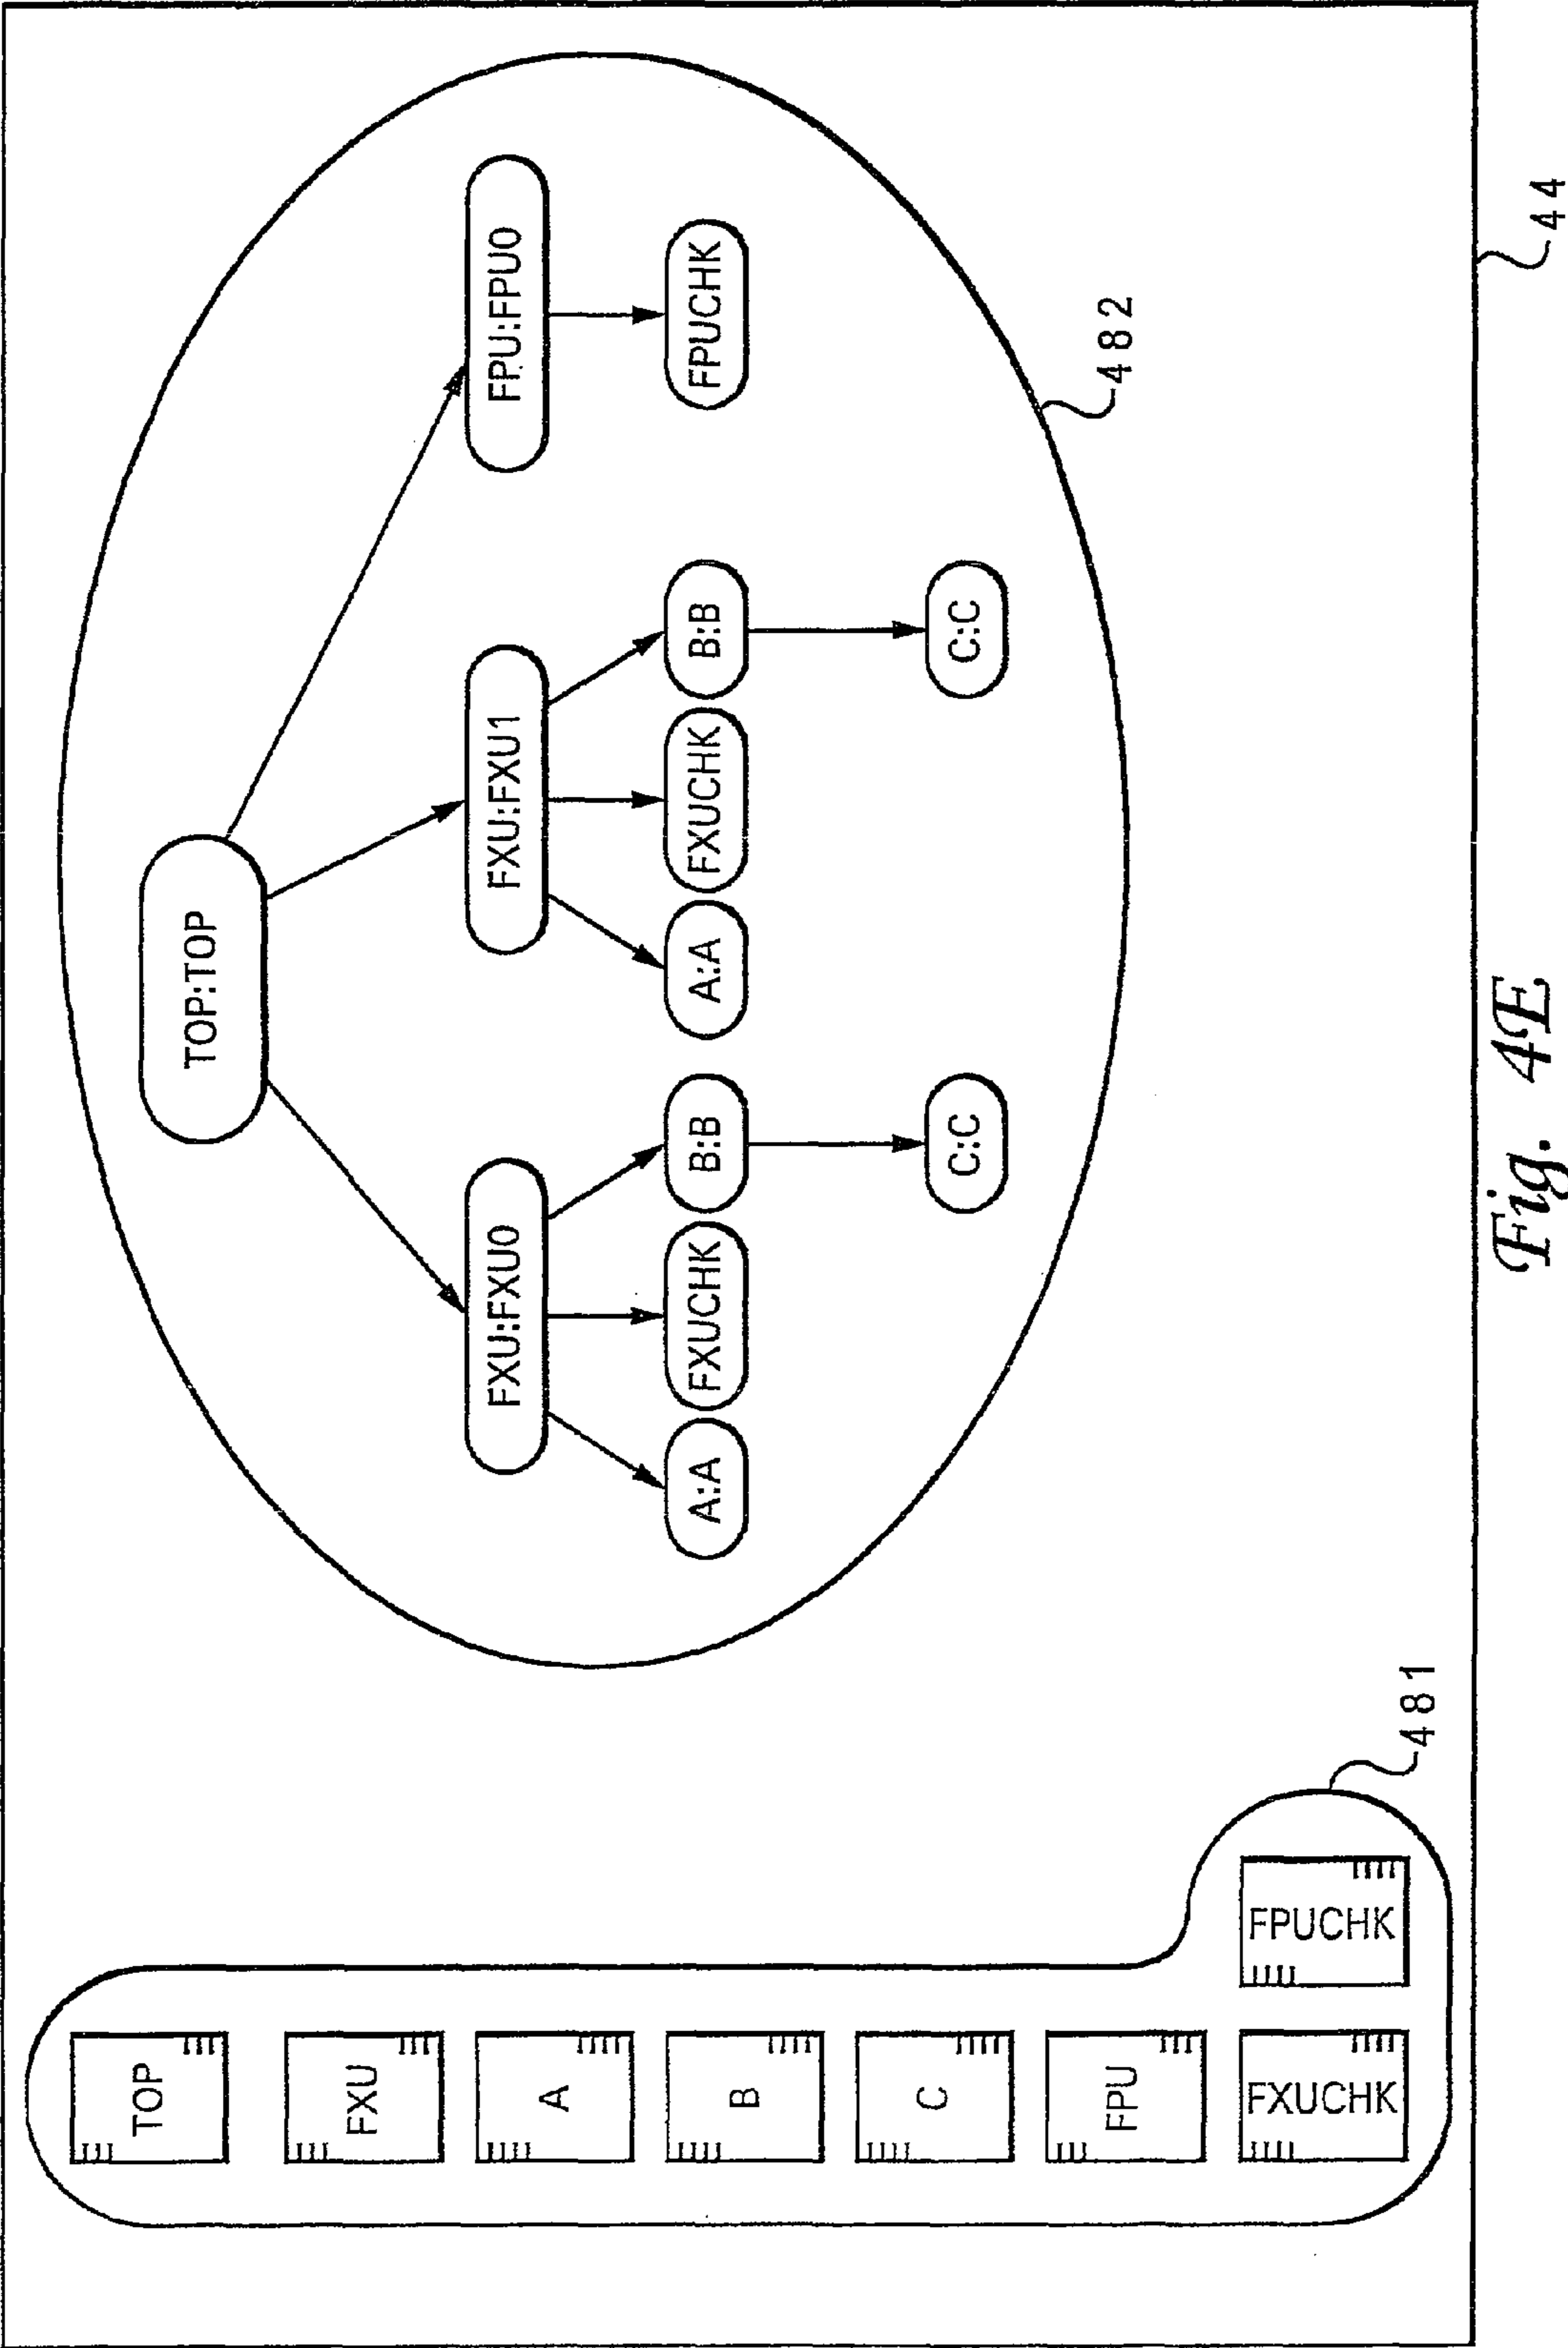 TOP
FXU
A
B
C
FPU
FXUCHK
FPUCHK
481
TOP:TOP
FXU:FXU0
FXU:FXU1
FPU:FPU0
A:A
FXUCHK
B:B
A:A
FXUCHK
B:B
FPUCHK
C:C
C:C
482
44
Fig. 4E